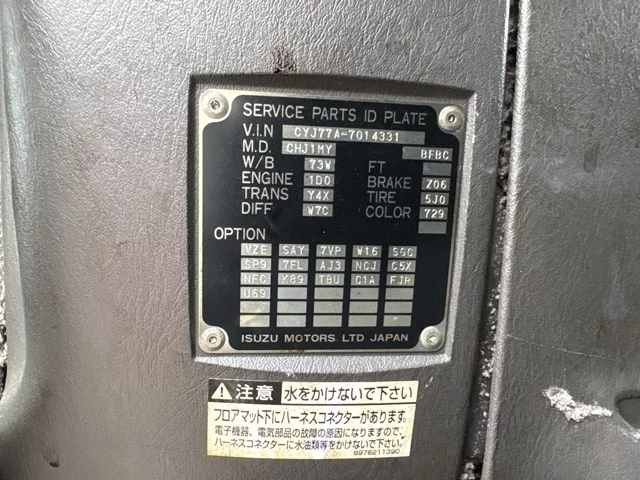 SERVICE PARTS ID PLATE
V.I.N CYJ77A-7014331
M.D. CHJ1MY BFBC
W/B 73W FT
ENGINE 1D0 BRAKE Z06
TRANS Y4X TIRE 5J0
DIFF W7C COLOR 729
OPTION
VZE SAY 7VP W16 SGC
SP9 7FL AJ3 NCJ C5X
NFC K89 TBU C1A FJR
U69
ISUZU MOTORS LTD JAPAN
注意 水をかけないで下さい
フロアマット下にハーネスコネクターがあります。
電子機器、電気部品の故障の原因になりますので、
ハーネスコネクターに水油類等をかけないで下さい。
8976211390